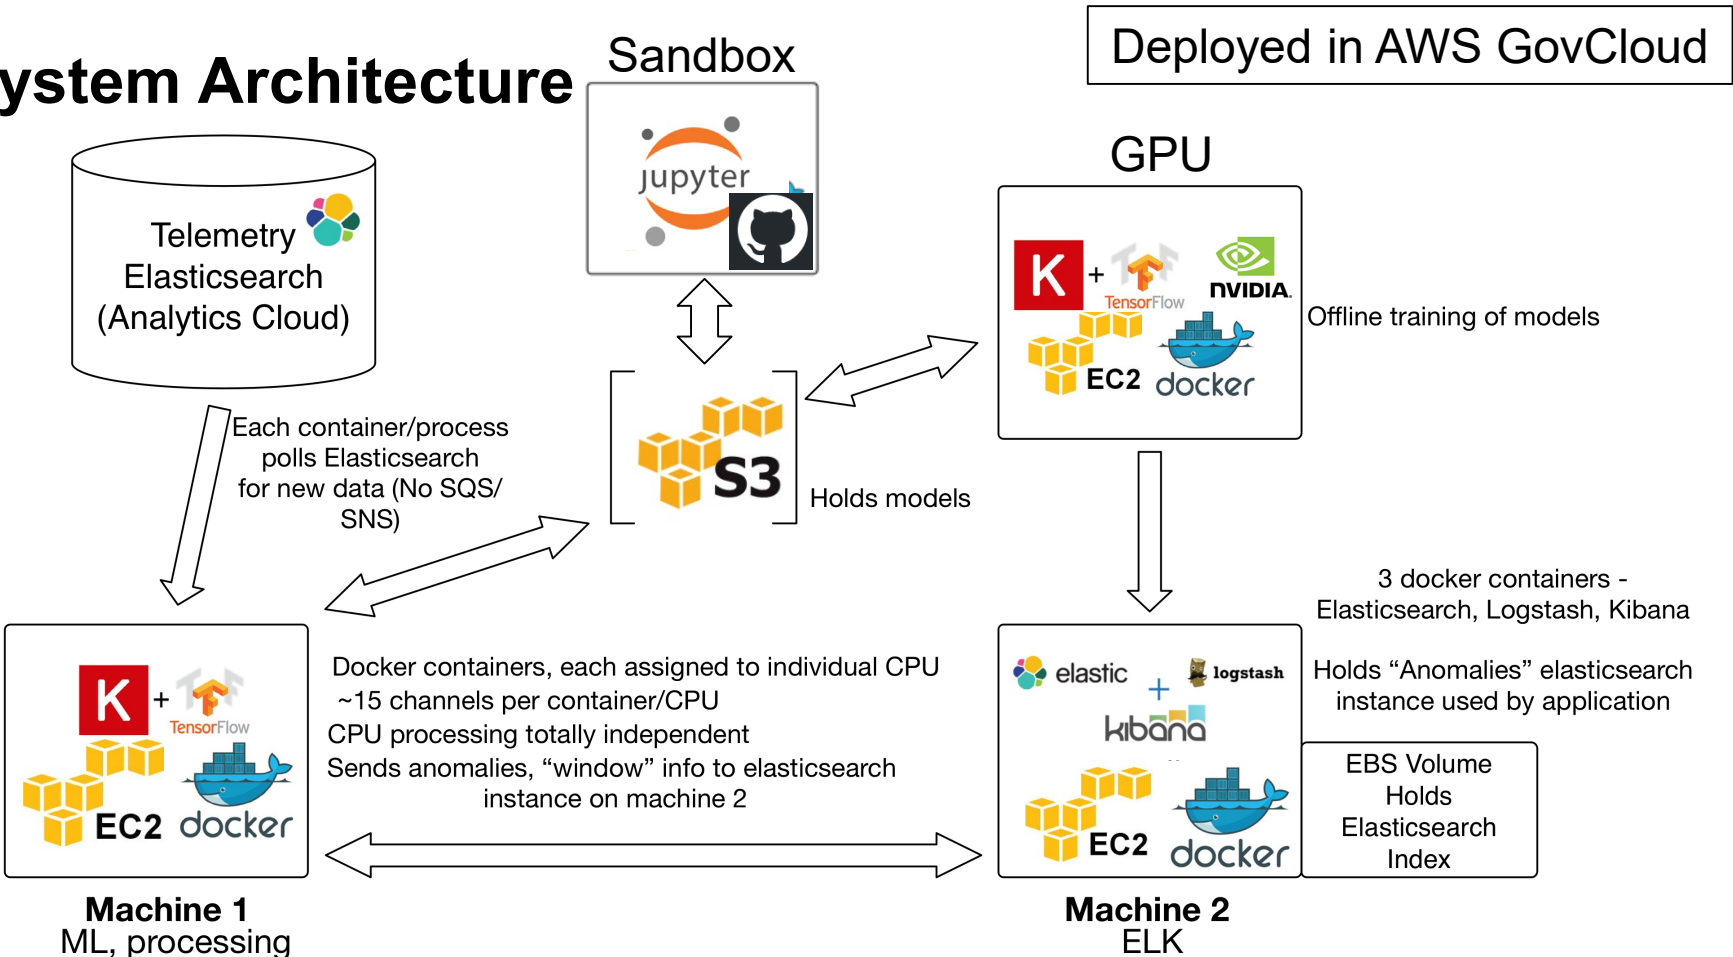 ystem Architecture
Sandbox
Deployed in AWS GovCloud
jupyter
GPU
Telemetry
Elasticsearch
(Analytics Cloud)
K + TensorFlow
NVIDIA.
EC2
docker
Offline training of models
Each container/process
polls Elasticsearch
for new data (No SQS/
SNS)
S3
Holds models
3 docker containers -
Elasticsearch, Logstash, Kibana
Holds “Anomalies” elasticsearch
instance used by application
K + TensorFlow
EC2
docker
Docker containers, each assigned to individual CPU
~15 channels per container/CPU
CPU processing totally independent
Sends anomalies, “window” info to elasticsearch
instance on machine 2
elastic + logstash
kibana
EC2
docker
EBS Volume
Holds
Elasticsearch
Index
Machine 1
ML, processing
Machine 2
ELK